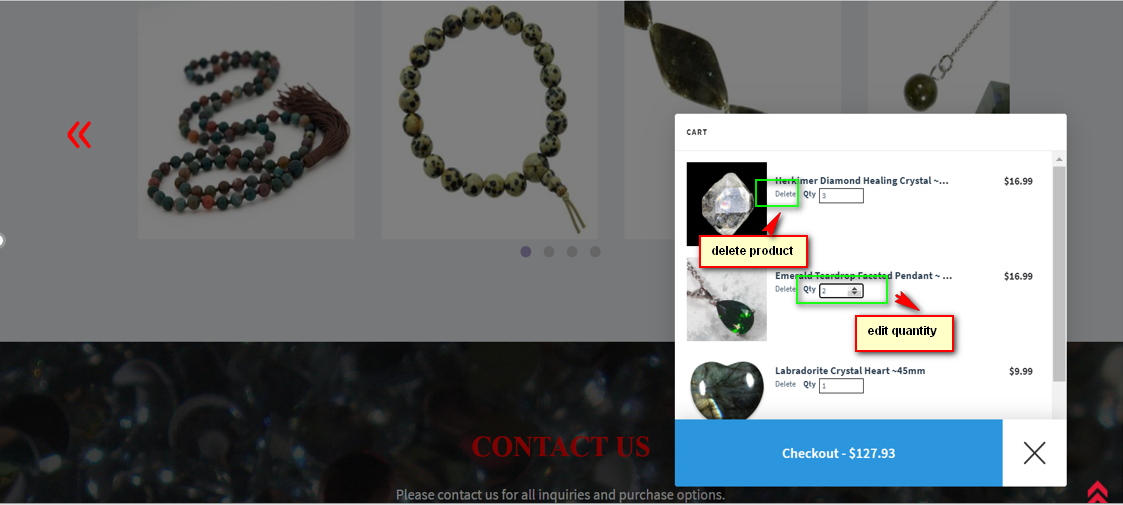 CART
Herkimer Diamond Healing Crystal ~...
$16.99
Delete Qty 3
delete product
Emerald Teardrop Faceted Pendant ~ ...
$16.99
Delete Qty 2
edit quantity
Labradorite Crystal Heart ~45mm
$9.99
Delete Qty 1
Checkout - $127.93
CONTACT US
Please contact us for all inquiries and purchase options.